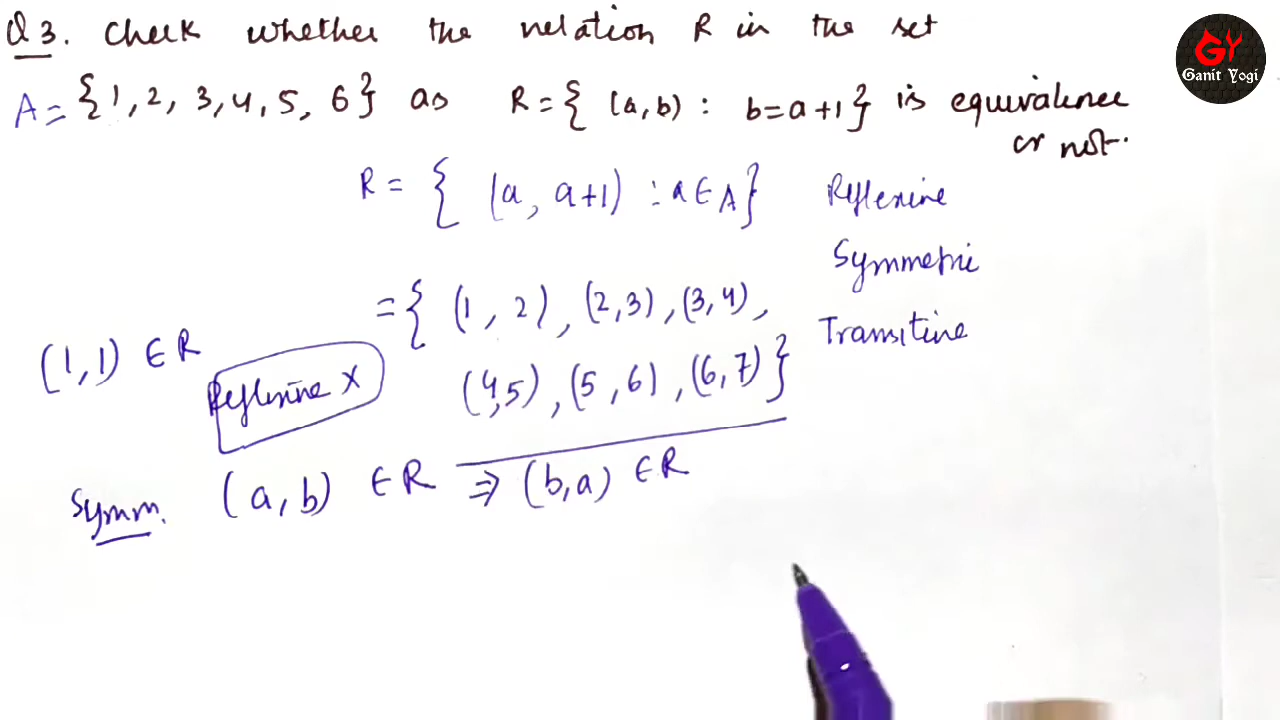 Q3. Check whether the relation R in the set
A = {1, 2, 3, 4, 5, 6} as R = { (a, b) : b = a + 1} is equivalence
or not.
R = { (a, a+1) : a ∈ A}
Reflexive
Symmetric
Transitive
= { (1, 2), (2,3), (3,4),
(4,5), (5, 6), (6,7) }
(1,1) ∈ R
Reflexive X
Symm. (a, b) ∈ R ⇒ (b,a) ∈ R
GY
Ganit Yogi